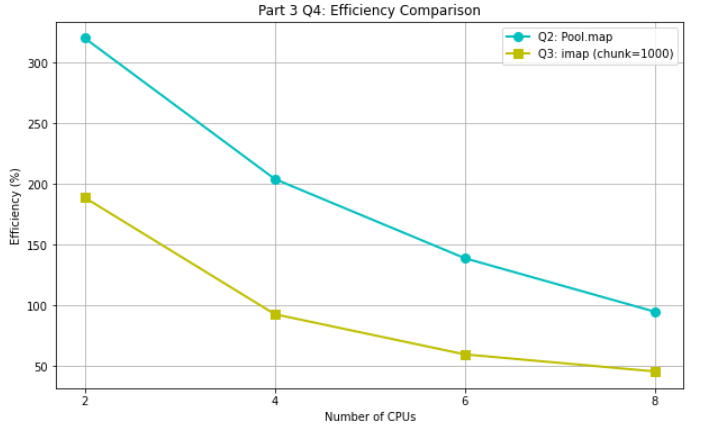 Part 3 Q4: Efficiency Comparison
Q2: Pool.map
Q3: imap (chunk=1000)
Efficiency (%)
300
250
200
150
100
50
2 4 6 8
Number of CPUs